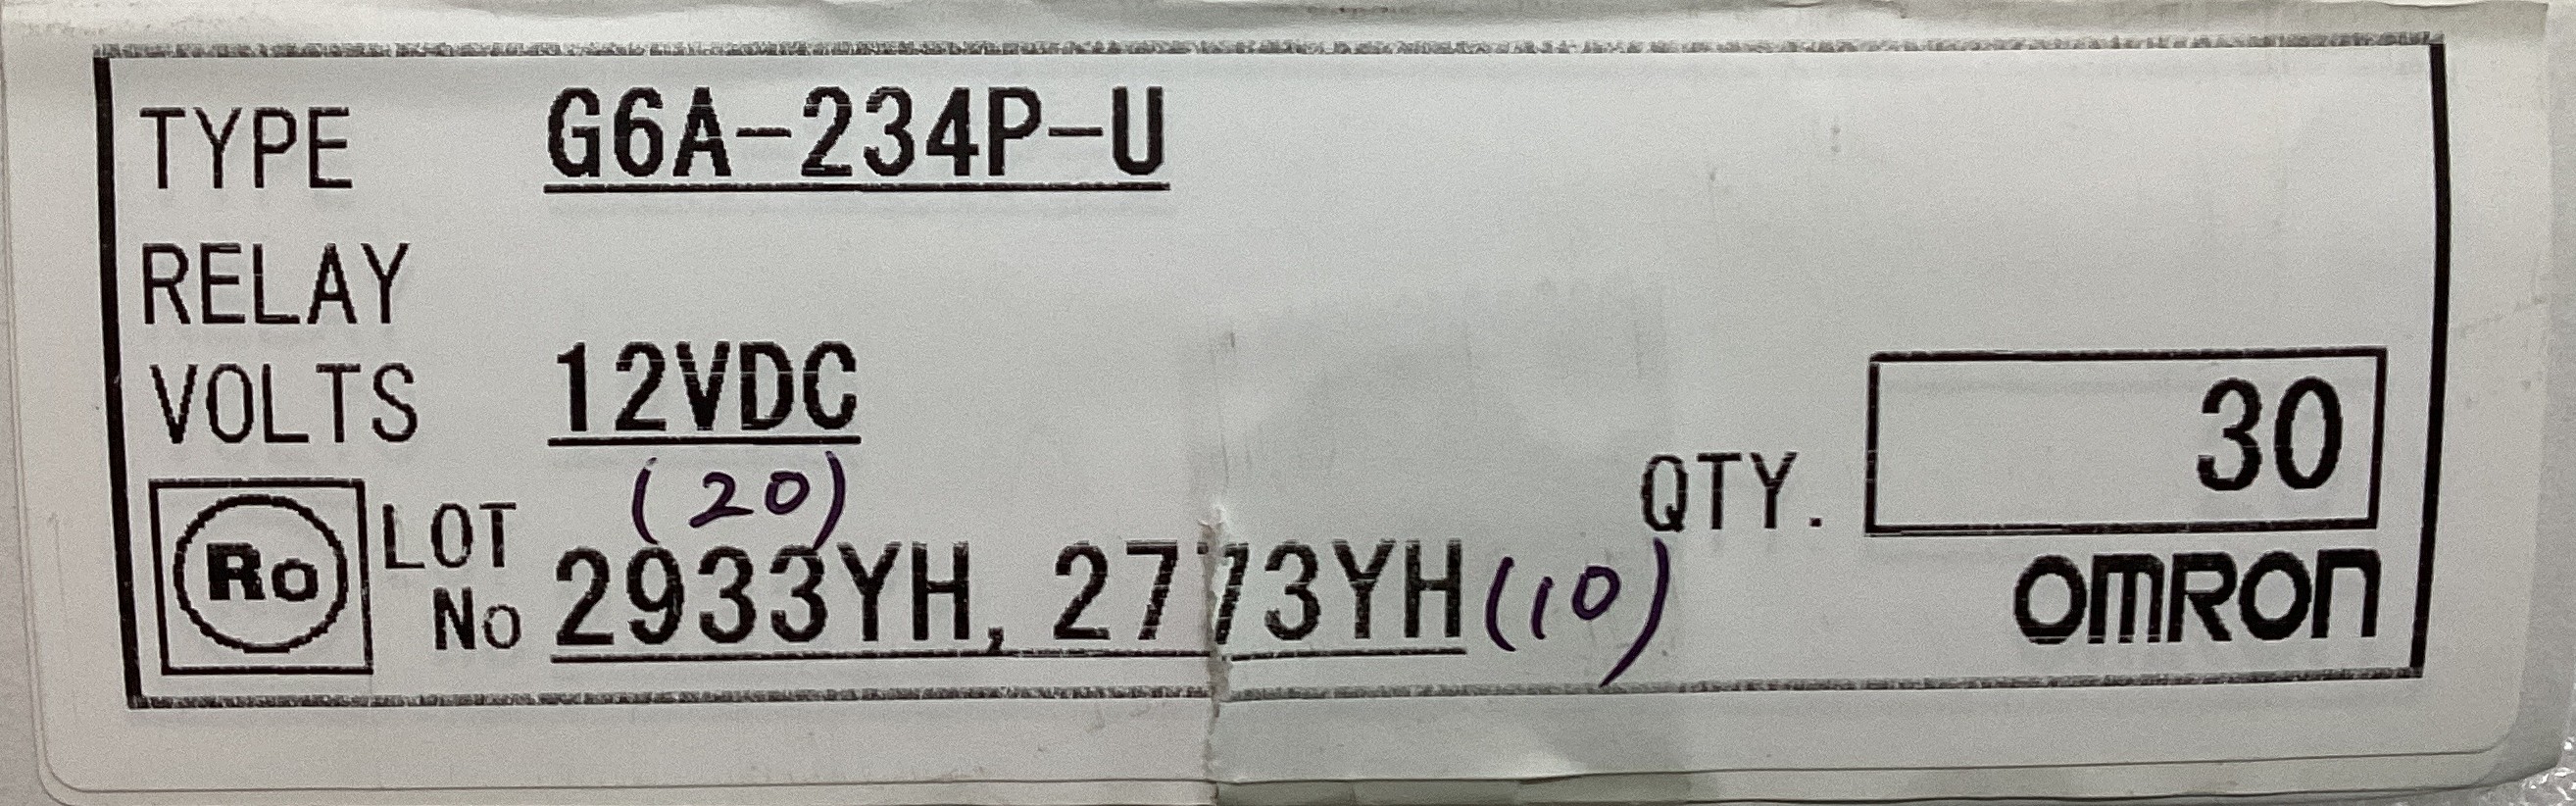 TYPE G6A-234P-U
RELAY
VOLTS 12VDC
(20)
QTY. 30
Ro LOT No 2933YH, 2773YH (10)
OMRON